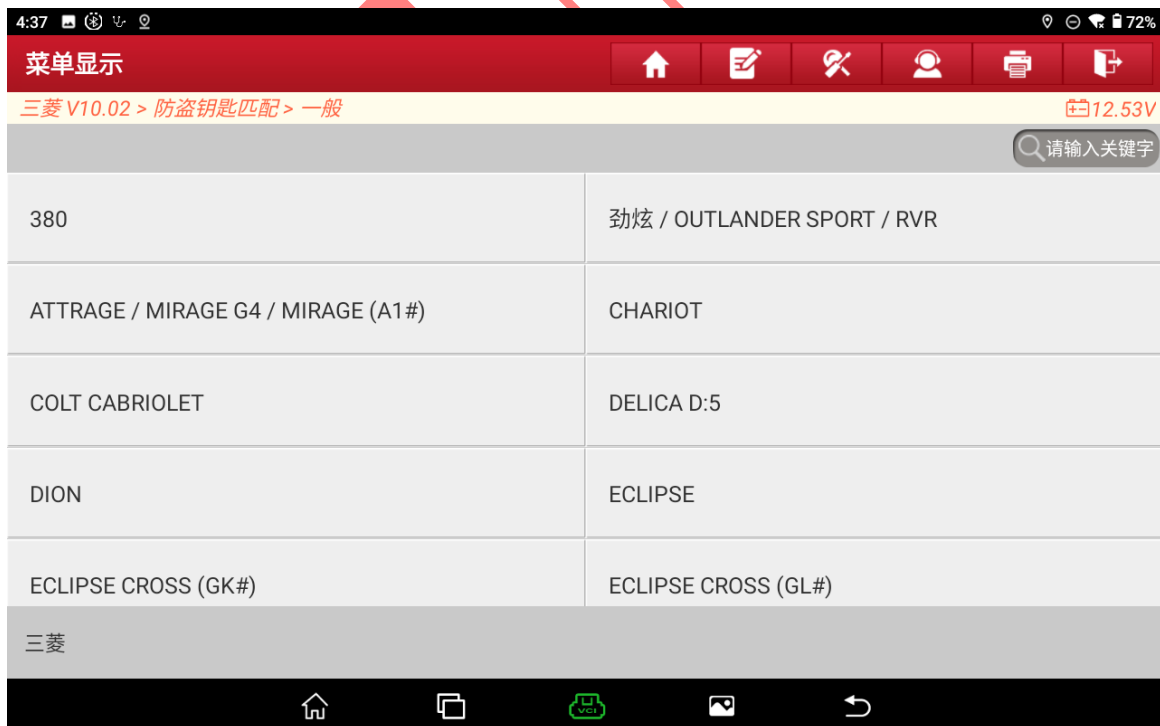 4:37
72%
菜单显示
三菱 V10.02 > 防盗钥匙匹配 > 一般
12.53V
请输入关键字
380
劲炫 / OUTLANDER SPORT / RVR
ATTRAGE / MIRAGE G4 / MIRAGE (A1#)
CHARIOT
COLT CABRIOLET
DELICA D:5
DION
ECLIPSE
ECLIPSE CROSS (GK#)
ECLIPSE CROSS (GL#)
三菱
VCI